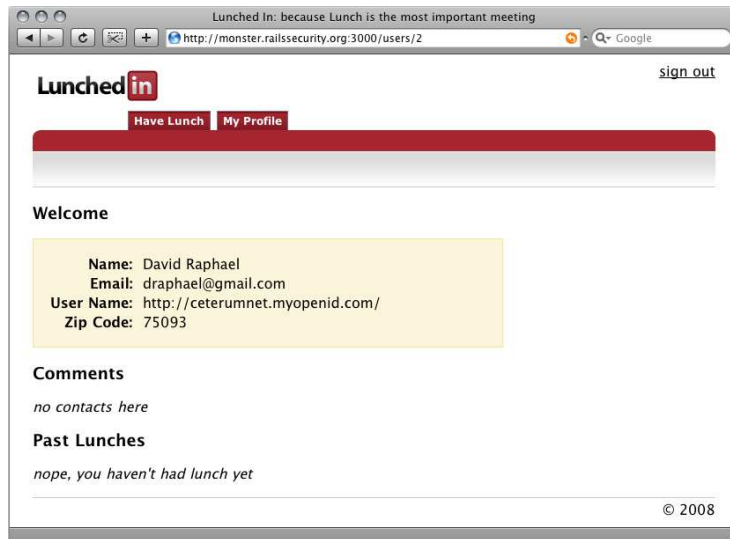 Lunched In: because Lunch is the most important meeting
http://monster.railssecurity.org:3000/users/2
Google
sign out
Lunched in
Have Lunch My Profile
Welcome
Name: David Raphael
Email: draphael@gmail.com
User Name: http://ceterumnet.myopenid.com/
Zip Code: 75093
Comments
no contacts here
Past Lunches
nope, you haven't had lunch yet
© 2008